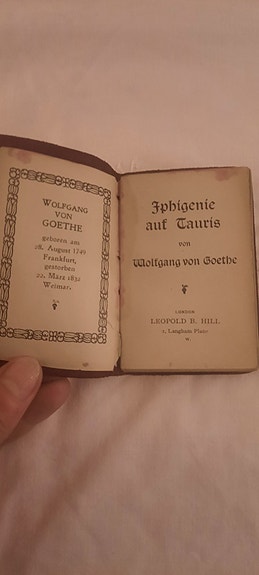 WOLFGANG
VON
GOETHE
geboren am
28. August 1749
Frankfurt,
gestorben
22. März 1832
Weimar.
Iphigenie
auf Tauris
von
Wolfgang von Goethe
LONDON
LEOPOLD B. HILL
2, Langham Place
W.